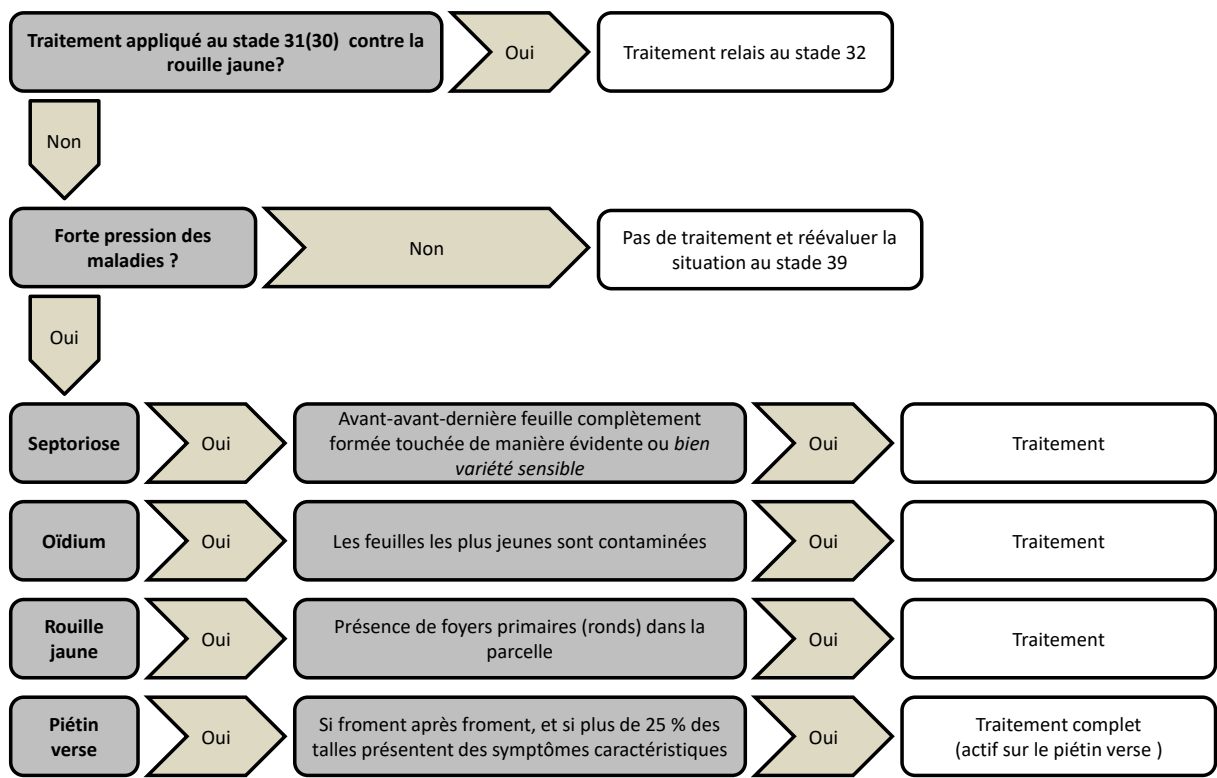 Traitement appliqué au stade 31(30) contre la
rouille jaune?
Oui
Traitement relais au stade 32
Non
Forte pression des
maladies ?
Non
Pas de traitement et réévaluer la
situation au stade 39
Oui
Septoriose
Oui
Avant-avant-dernière feuille complètement
formée touchée de manière évidente ou bien
variété sensible
Oui
Traitement
Oïdium
Oui
Les feuilles les plus jeunes sont contaminées
Oui
Traitement
Rouille
jaune
Oui
Présence de foyers primaires (ronds) dans la
parcelle
Oui
Traitement
Piétin
verse
Oui
Si froment après froment, et si plus de 25 % des
talles présentent des symptômes caractéristiques
Oui
Traitement complet
(actif sur le piétin verse )